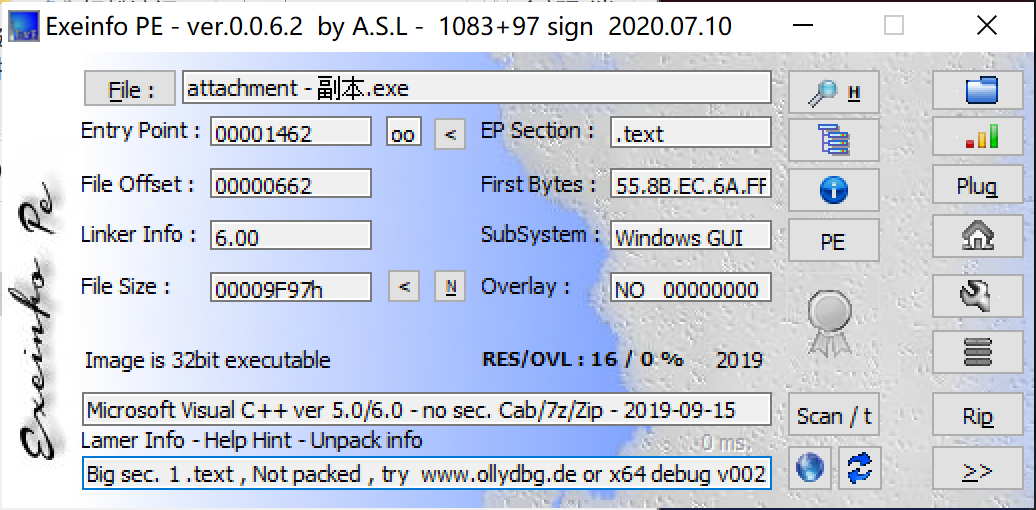 Exeinfo PE - ver.0.0.6.2 by A.S.L - 1083+97 sign 2020.07.10
File : attachment - 副本.exe H
Entry Point : 00001462 oo < EP Section : .text
File Offset : 00000662 First Bytes : 55.8B.EC.6A.FF Plug
Linker Info : 6.00 SubSystem : Windows GUI PE
File Size : 00009F97h < N Overlay : NO 00000000
Image is 32bit executable RES/OVL : 16 / 0 % 2019
Microsoft Visual C++ ver 5.0/6.0 - no sec. Cab/7z/Zip - 2019-09-15 Scan / t Rip
Lamer Info - Help Hint - Unpack info 0 ms.
Big sec. 1 .text , Not packed , try www.ollydbg.de or x64 debug v002 >>
Exeinfo Pe